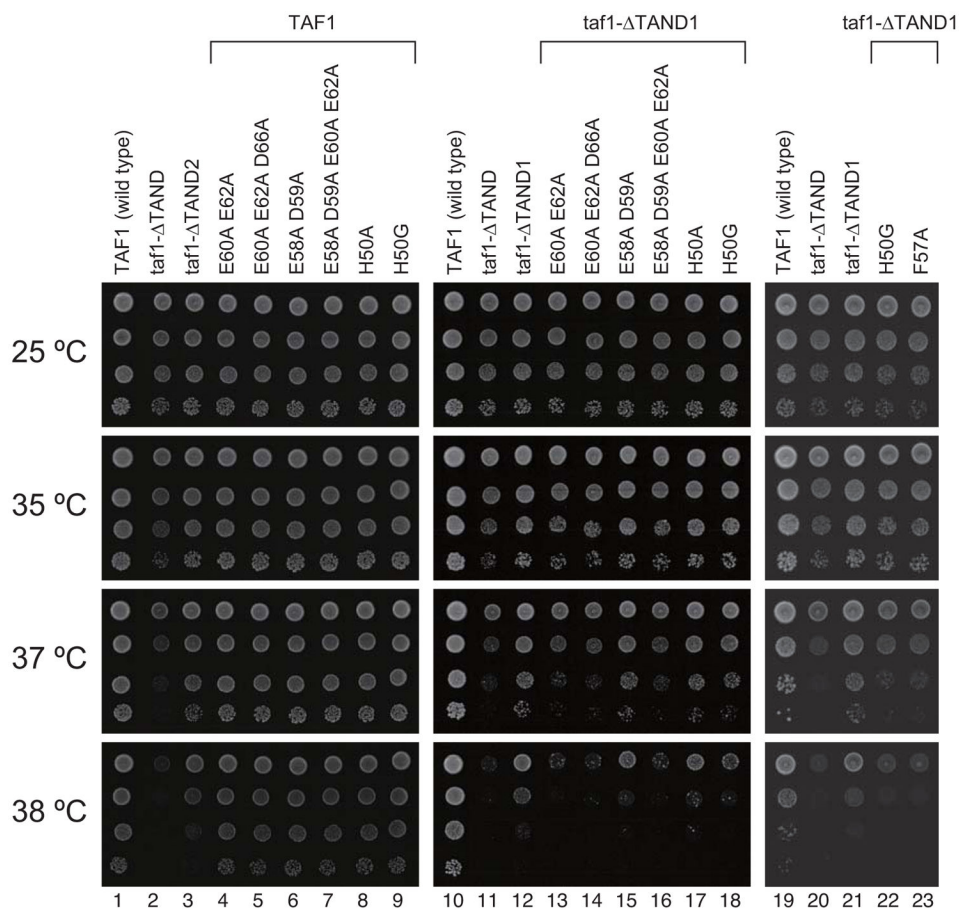 TAF1
taf1-ΔTAND1
taf1-ΔTAND1
TAF1 (wild type)
taf1-ΔTAND
taf1-ΔTAND2
E60A E62A
E60A E62A D66A
E58A D59A
E58A D59A E60A E62A
H50A
H50G
TAF1 (wild type)
taf1-ΔTAND
taf1-ΔTAND1
E60A E62A
E60A E62A D66A
E58A D59A
E58A D59A E60A E62A
H50A
H50G
TAF1 (wild type)
taf1-ΔTAND
taf1-ΔTAND1
H50G
F57A
25 ºC
35 ºC
37 ºC
38 ºC
1 2 3 4 5 6 7 8 9 10 11 12 13 14 15 16 17 18 19 20 21 22 23